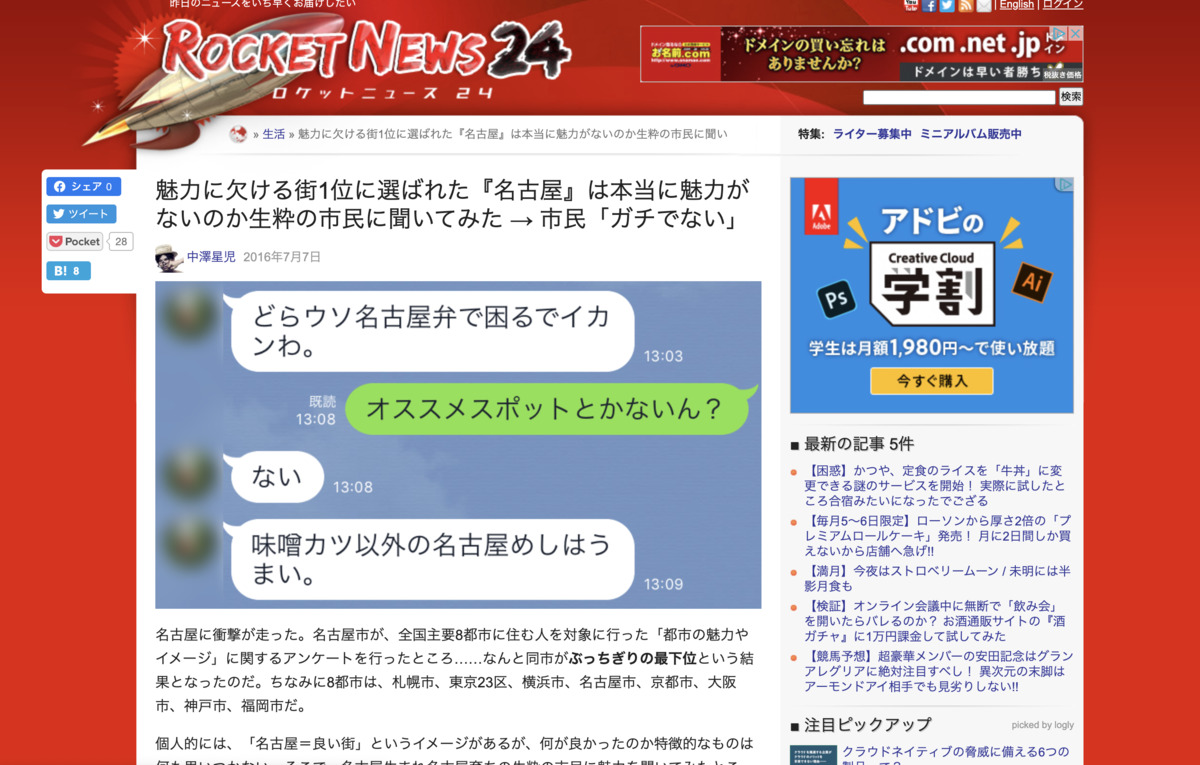 昨日のニュースをいち早くお届けしたい
English | ログイン
ROCKET NEWS 24
ロケットニュース 24
お名前.com
ドメインの買い忘れは
ありませんか?
.com .net .jp
ドメインは早い者勝ち
税抜き価格
検索
» 生活 » 魅力に欠ける街1位に選ばれた『名古屋』は本当に魅力がないのか生粋の市民に聞い
特集: ライター募集中 ミニアルバム販売中
シェア 0
ツイート
Pocket 28
B! 8
魅力に欠ける街1位に選ばれた『名古屋』は本当に魅力が
ないのか生粋の市民に聞いてみた → 市民「ガチでない」
中澤星児 2016年7月7日
どらウソ名古屋弁で困るでイカ
ンわ。
13:03
既読
13:08
オススメスポットとかないん？
ない
13:08
味噌カツ以外の名古屋めしはう
まい。
13:09
名古屋に衝撃が走った。名古屋市が、全国主要8都市に住む人を対象に行った「都市の魅力や
イメージ」に関するアンケートを行ったところ……なんと同市がぶっちぎりの最下位という結
果となったのだ。ちなみに8都市は、札幌市、東京23区、横浜市、名古屋市、京都市、大阪
市、神戸市、福岡市だ。
個人的には、「名古屋＝良い街」というイメージがあるが、何が良かったのか特徴的なものは
Adobe
アドビの
Creative Cloud
学割
Ps
Ai
学生は月額1,980円〜で使い放題
今すぐ購入
■ 最新の記事 5件
【困惑】かつや、定食のライスを「牛丼」に変
更できる謎のサービスを開始！ 実際に試したと
ころ合宿みたいになったでござる
【毎月5〜6日限定】ローソンから厚さ2倍の「プ
レミアムロールケーキ」発売！ 月に2日間しか買
えないから店舗へ急げ!!
【満月】今夜はストロベリームーン / 未明には半
影月食も
【検証】オンライン会議中に無断で「飲み会」
を開いたらバレるのか？ お酒通販サイトの『酒
ガチャ』に1万円課金して試してみた
【競馬予想】超豪華メンバーの安田記念はグラン
アレグリアに絶対注目すべし！ 異次元の末脚は
アーモンドアイ相手でも見劣りしない!!
■ 注目ピックアップ
picked by logly
クラウドネイティブの脅威に備える6つの